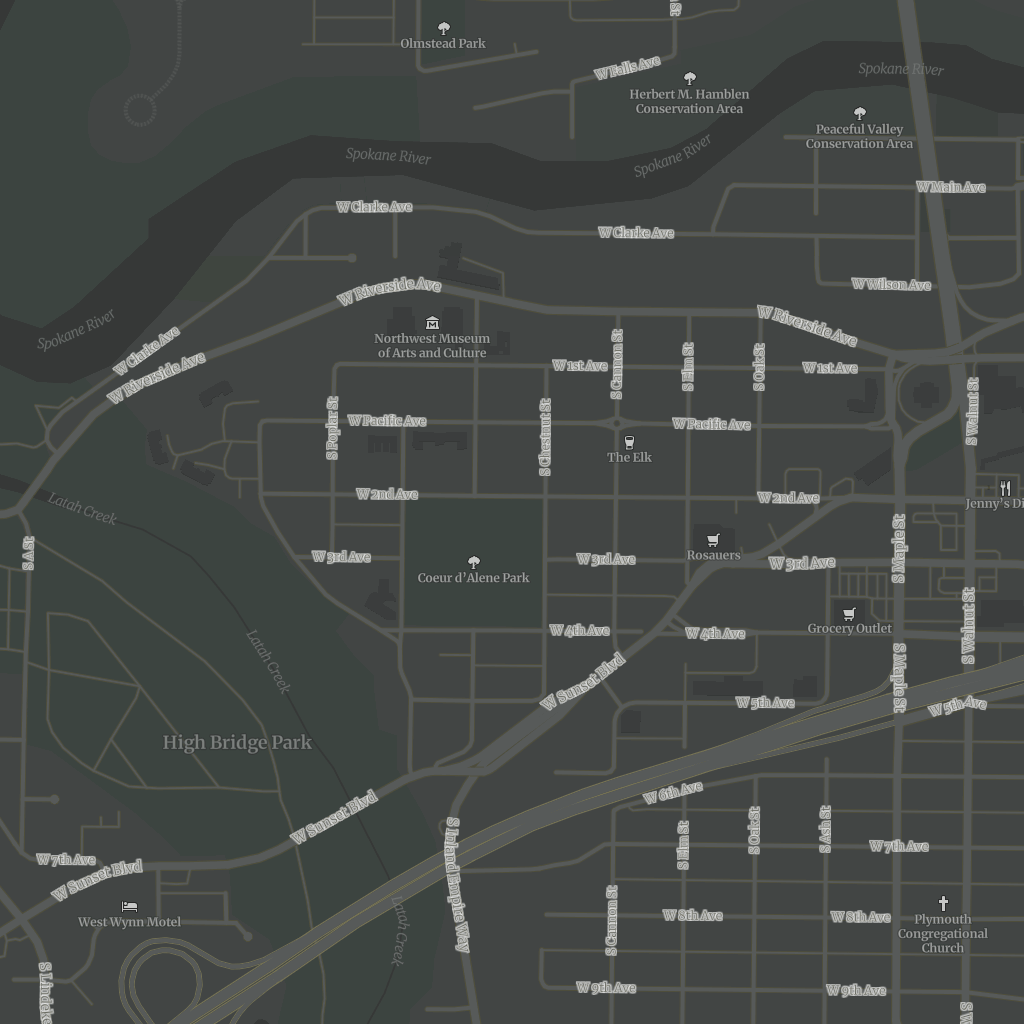 Olmstead Park
W Falls Ave
Herbert M. Hamblen
Conservation Area
Spokane River
Peaceful Valley
Conservation Area
Spokane River
Spokane River
W Main Ave
W Clarke Ave
W Clarke Ave
W Wilson Ave
W Riverside Ave
W Riverside Ave
Spokane River
Northwest Museum
of Arts and Culture
W Clarke Ave
W Riverside Ave
W 1st Ave
S Cannon St
S Elm St
S Oak St
W 1st Ave
S Poplar St
W Pacific Ave
S Chestnut St
W Pacific Ave
S Walnut St
The Elk
W 2nd Ave
W 2nd Ave
Jenny's Di
Latah Creek
S A St
W 3rd Ave
Coeur d'Alene Park
W 3rd Ave
Rosauers
W 3rd Ave
S Maple St
W 4th Ave
W 4th Ave
Grocery Outlet
S Walnut St
Latah Creek
W Sunset Blvd
S Maple St
W 5th Ave
W 5th Ave
High Bridge Park
W Sunset Blvd
W 6th Ave
S Elm St
S Oak St
S Ash St
W 7th Ave
W 7th Ave
W Sunset Blvd
S Inland Empire Way
West Wynn Motel
Latah Creek
S Cannon St
W 8th Ave
W 8th Ave
Plymouth
Congregational
Church
W 9th Ave
W 9th Ave